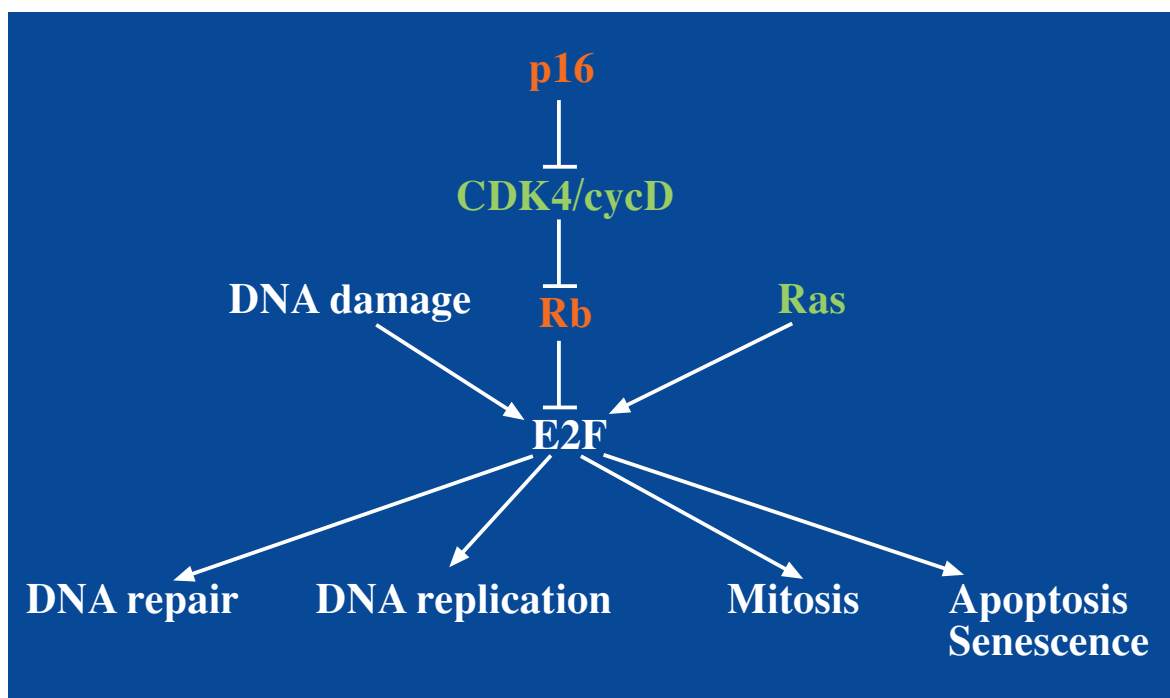 p16
CDK4/cycD
DNA damage
Rb
Ras
E2F
DNA repair
DNA replication
Mitosis
Apoptosis
Senescence